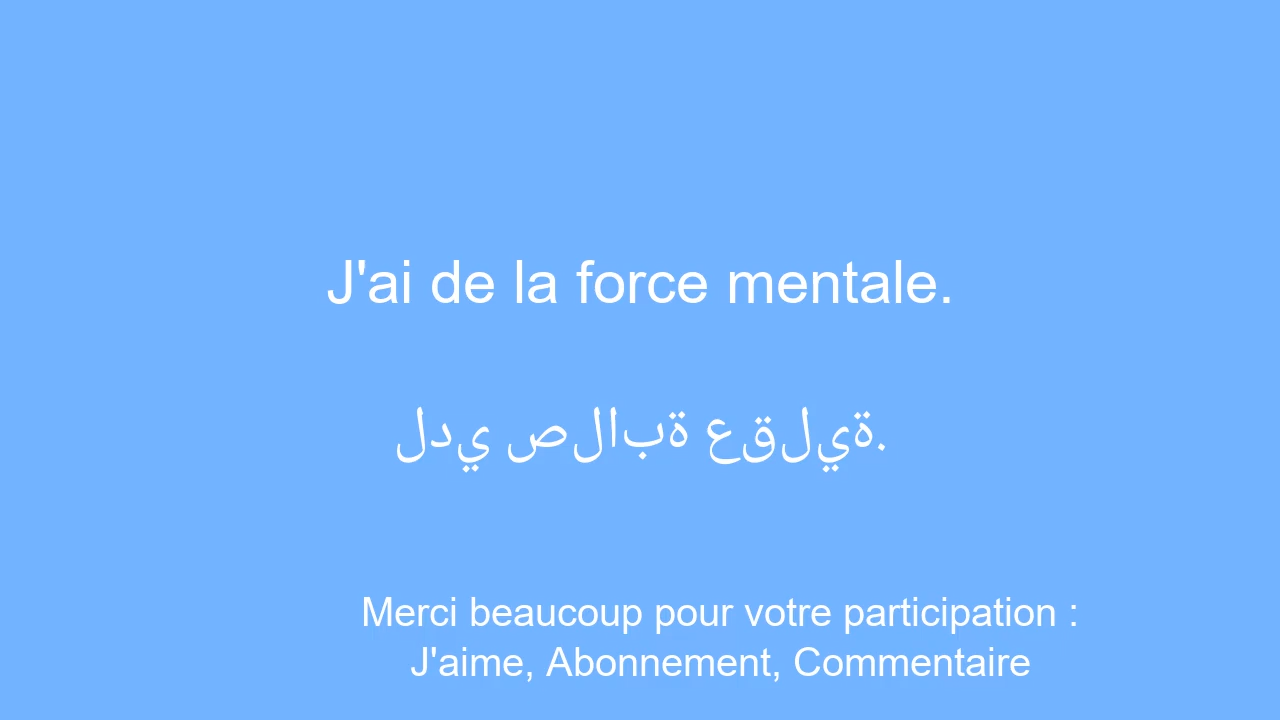 J'ai de la force mentale.
لدي صلابة عقلية.
Merci beaucoup pour votre participation :
J'aime, Abonnement, Commentaire